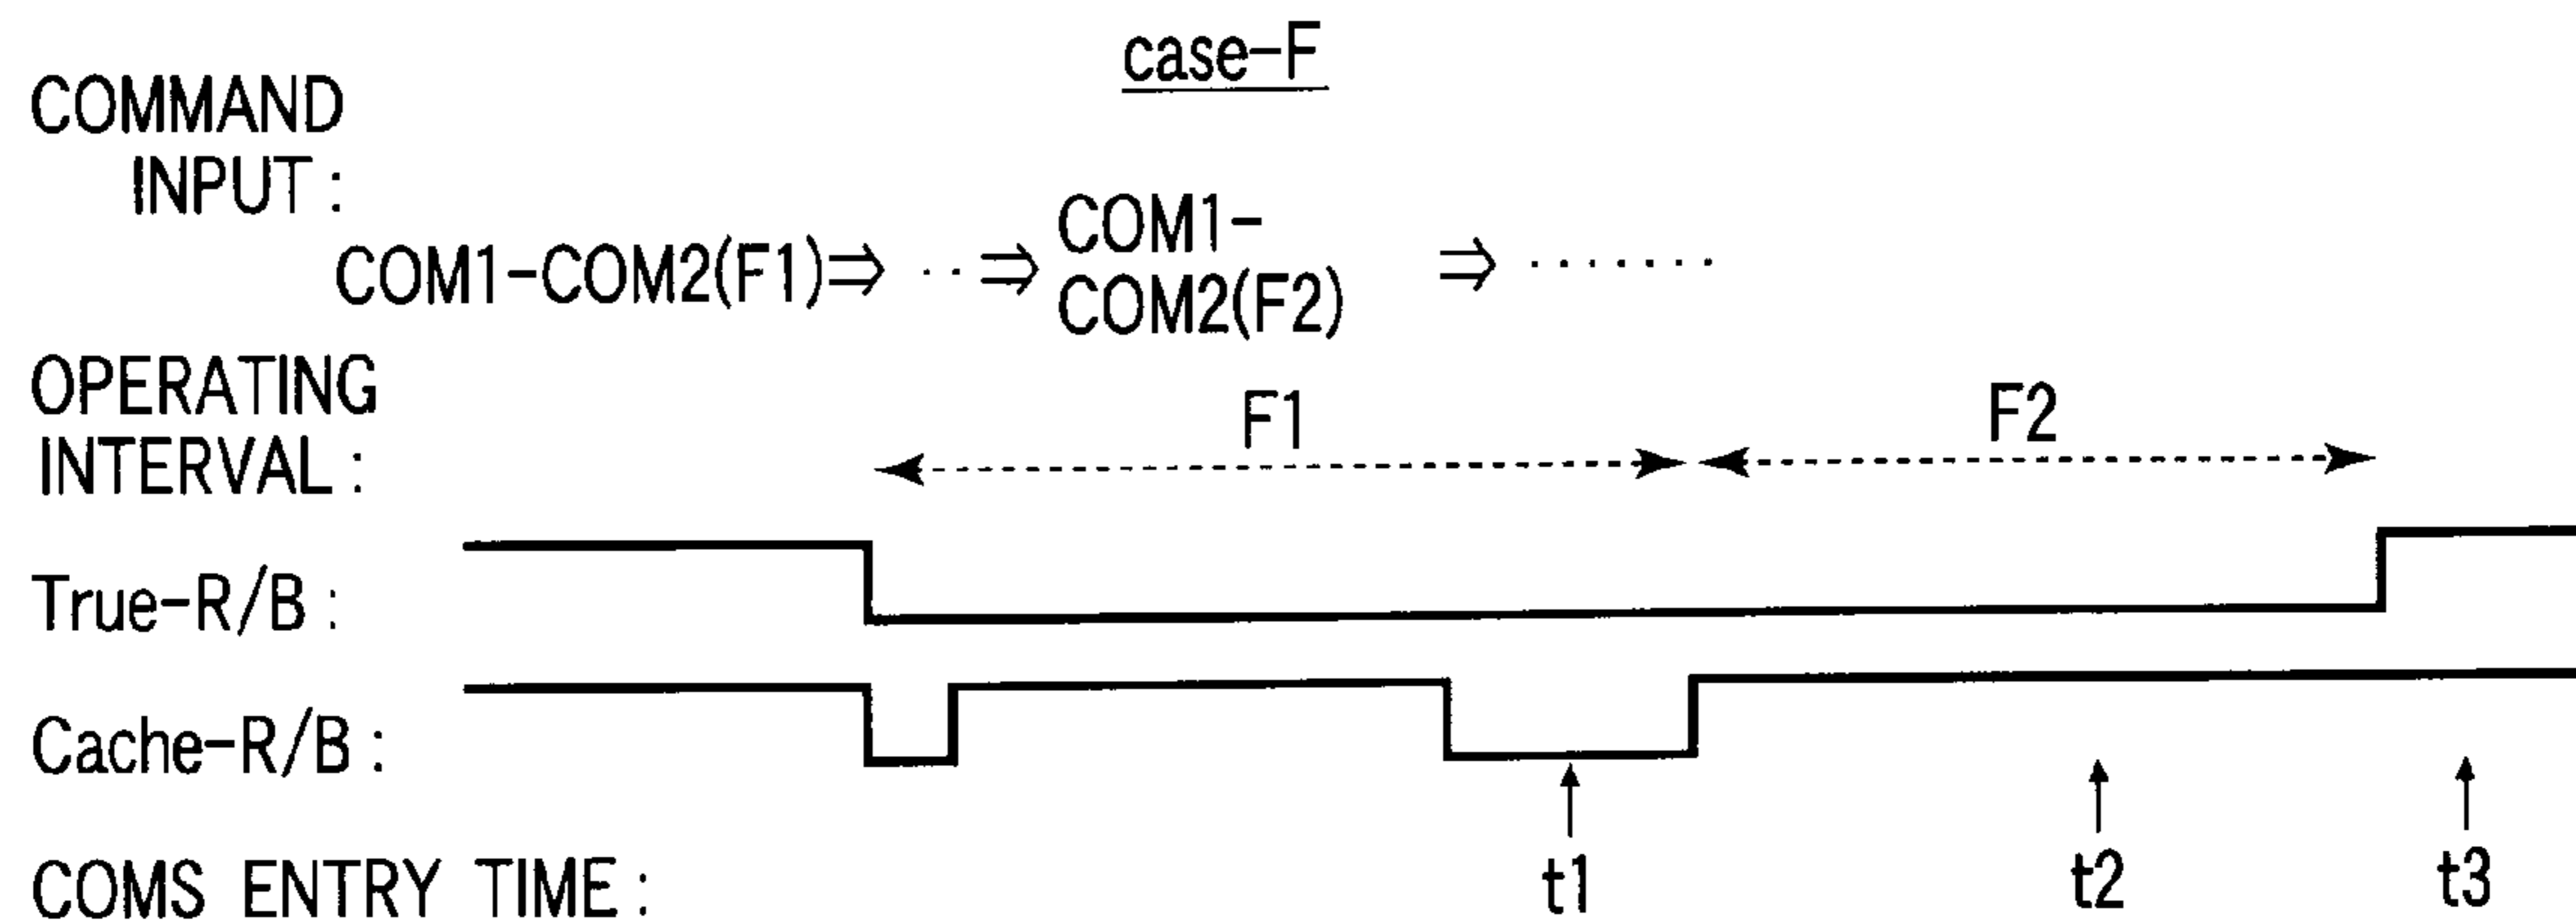 case-F
COMMAND
INPUT :
COM1-COM2(F1)⇒ ‥ ⇒ COM1-
COM2(F2) ⇒ ·······
OPERATING
INTERVAL :
F1 F2
True-R/B :
Cache-R/B :
COMS ENTRY TIME : t1 t2 t3